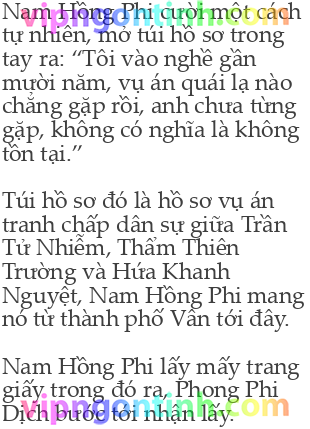 Nam Hồng Phi cười một cách
vipngontinh.com
tự nhiên, mở túi hồ sơ trong
tay ra: “Tôi vào nghề gần
mười năm, vụ án quái lạ nào
chẳng gặp rồi, anh chưa từng
gặp, không có nghĩa là không
tồn tại.”
Túi hồ sơ đó là hồ sơ vụ án
tranh chấp dân sự giữa Trần
Tử Nhiễm, Thẩm Thiên
Trường và Hứa Khanh
Nguyệt, Nam Hồng Phi mang
nó từ thành phố Vân tới đây.
Nam Hồng Phi lấy mấy trang
giấy trong đó ra, Phong Phi
Dịch bước tới nhận lấy.
vipngontinh.com